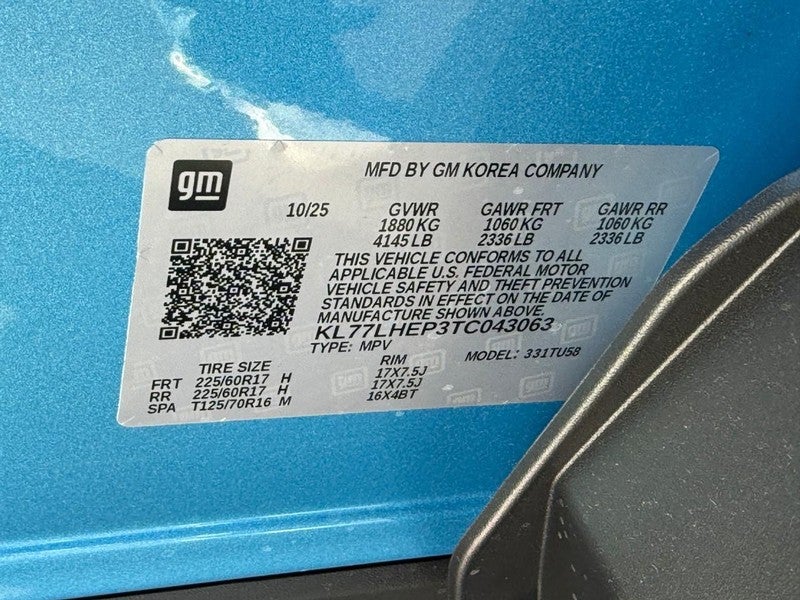 gm
MFD BY GM KOREA COMPANY
10/25 GVWR GAWR FRT GAWR RR
1880 KG 1060 KG 1060 KG
4145 LB 2336 LB 2336 LB
THIS VEHICLE CONFORMS TO ALL
APPLICABLE U.S. FEDERAL MOTOR
VEHICLE SAFETY AND THEFT PREVENTION
STANDARDS IN EFFECT ON THE DATE OF
MANUFACTURE SHOWN ABOVE.
KL77LHEP3TC043063
TYPE: MPV MODEL: 331TU58
TIRE SIZE RIM
FRT 225/60R17 H 17X7.5J
RR 225/60R17 H 17X7.5J
SPA T125/70R16 M 16X4BT